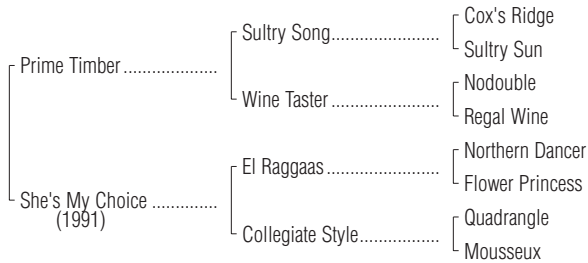 Cox's Ridge
Sultry Song....................
Sultry Sun
Prime Timber ..................
Nodouble
Wine Taster ....................
Regal Wine
Northern Dancer
El Raggaas.....................
Flower Princess
She's My Choice .............
(1991)
Quadrangle
Collegiate Style...............
Mousseux